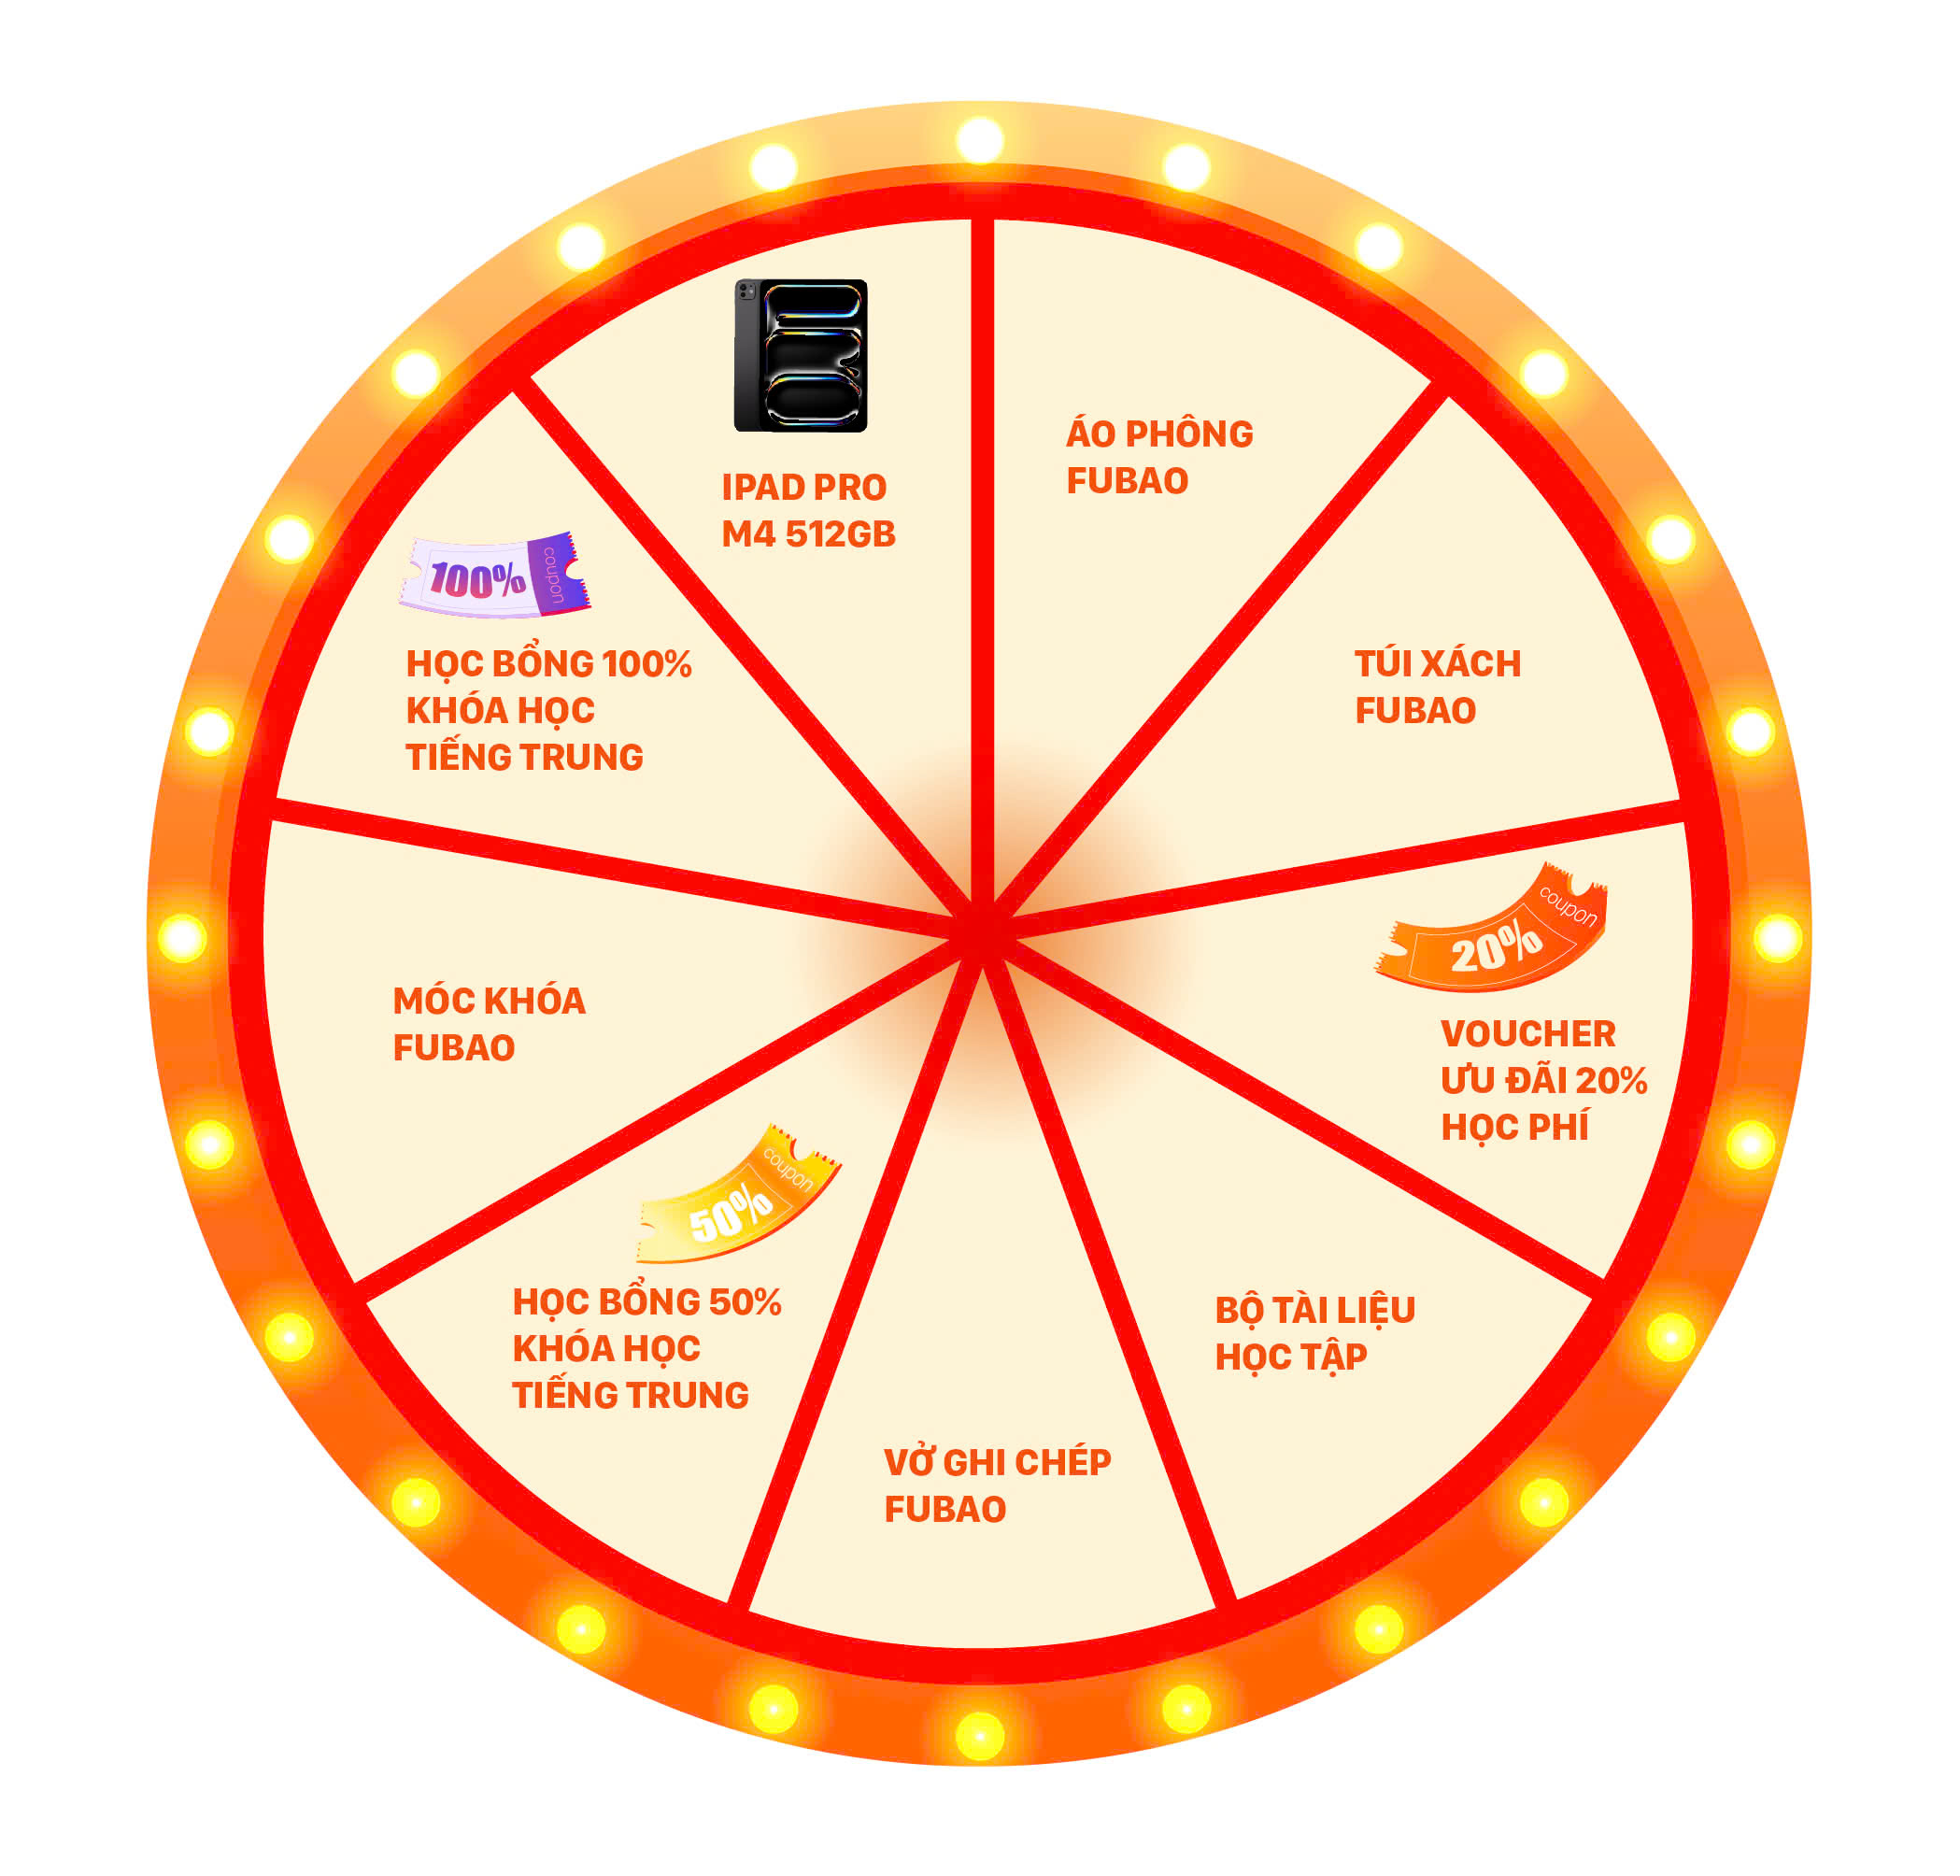 IPAD PRO
M4 512GB
ÁO PHÔNG
FUBAO
TÚI XÁCH
FUBAO
20%
coupon
VOUCHER
ƯU ĐÃI 20%
HỌC PHÍ
BỘ TÀI LIỆU
HỌC TẬP
VỞ GHI CHÉP
FUBAO
50%
coupon
HỌC BỔNG 50%
KHÓA HỌC
TIẾNG TRUNG
MÓC KHÓA
FUBAO
100%
coupon
HỌC BỔNG 100%
KHÓA HỌC
TIẾNG TRUNG